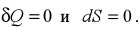 δQ = 0 и dS = 0.